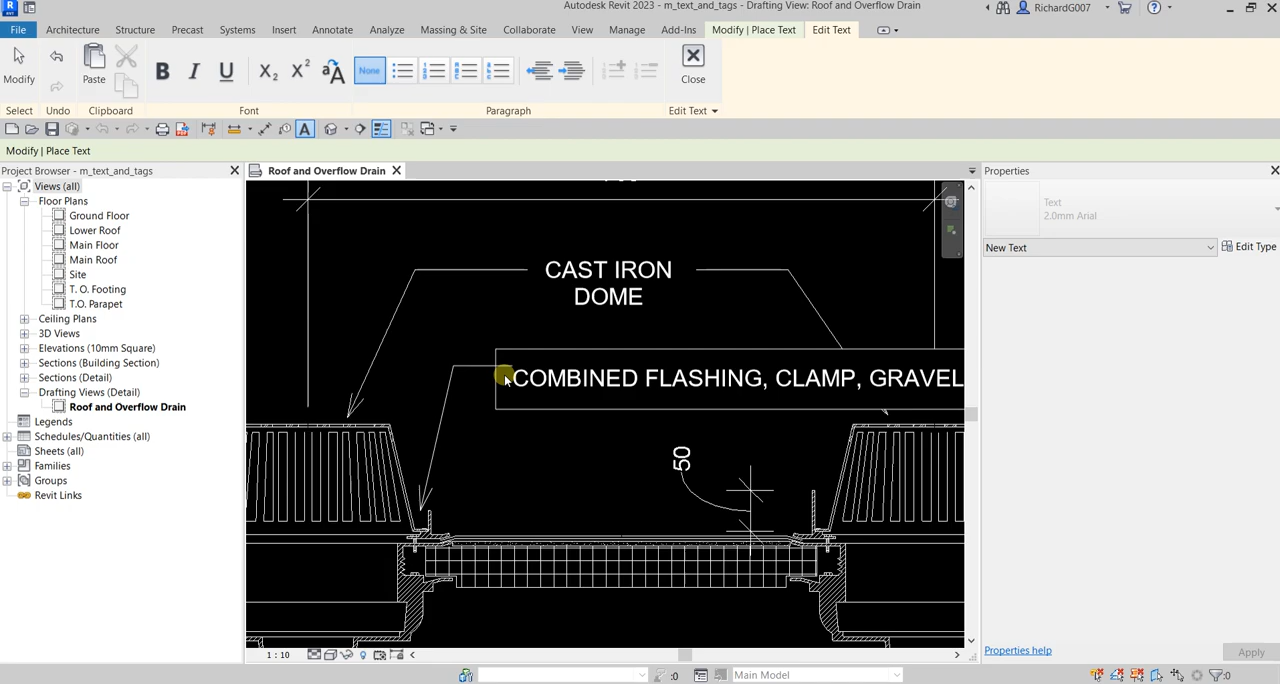 Autodesk Revit 2023 - m_text_and_tags - Drafting View: Roof and Overflow Drain
RichardG007
File Architecture Structure Precast Systems Insert Annotate Analyze Massing & Site Collaborate View Manage Add-Ins Modify | Place Text Edit Text
Modify Paste Close
Select Undo Clipboard Font Paragraph Edit Text
None
Modify | Place Text
Project Browser - m_text_and_tags
Views (all)
Floor Plans
Ground Floor
Lower Roof
Main Floor
Main Roof
Site
T. O. Footing
T.O. Parapet
Ceiling Plans
3D Views
Elevations (10mm Square)
Sections (Building Section)
Sections (Detail)
Drafting Views (Detail)
Roof and Overflow Drain
Legends
Schedules/Quantities (all)
Sheets (all)
Families
Groups
Revit Links
Roof and Overflow Drain
CAST IRON
DOME
COMBINED FLASHING, CLAMP, GRAVEL
50
1 : 10
Properties
Text
2.0mm Arial
New Text
Edit Type
Properties help
Apply
:0
Main Model
:0